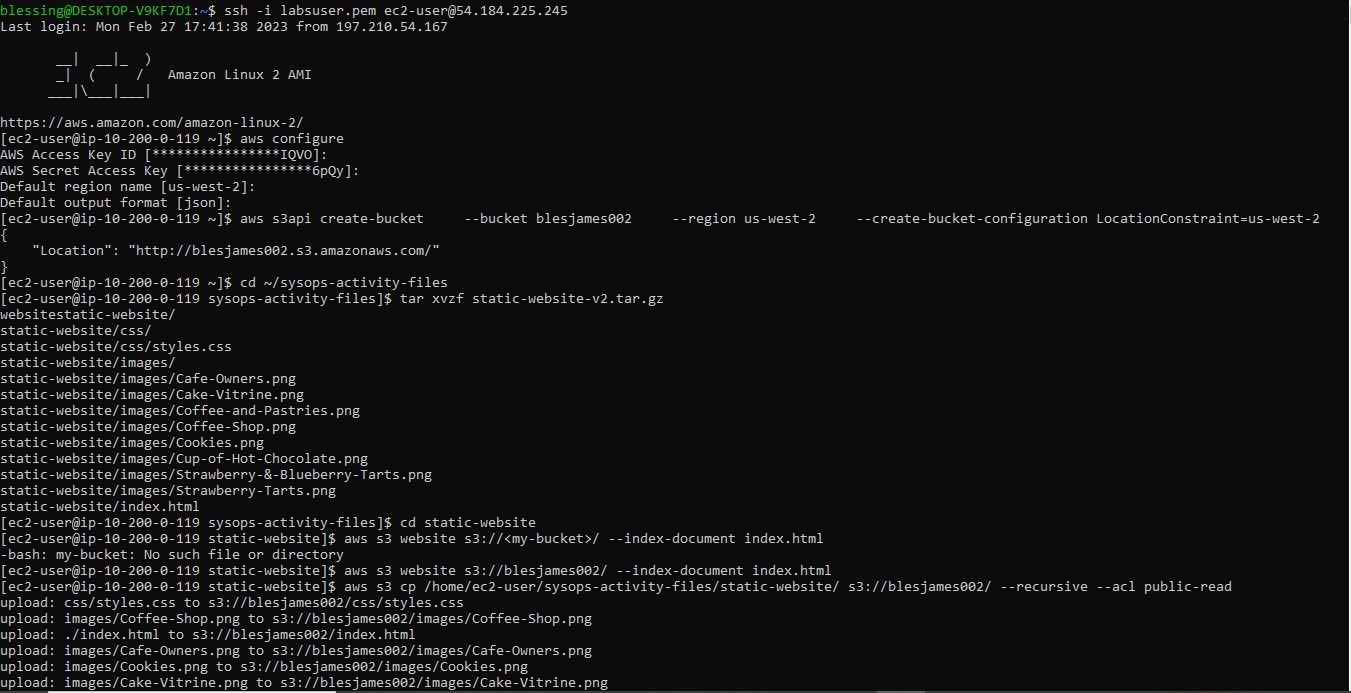 blessing@DESKTOP-V9KF7D1:~$ ssh -i labsuser.pem ec2-user@54.184.225.245
Last login: Mon Feb 27 17:41:38 2023 from 197.210.54.167

       __|  __|_  )
       _|  (     /   Amazon Linux 2 AMI
      ___|\___|___|

https://aws.amazon.com/amazon-linux-2/
[ec2-user@ip-10-200-0-119 ~]$ aws configure
AWS Access Key ID [****************IQVO]:
AWS Secret Access Key [****************6pQy]:
Default region name [us-west-2]:
Default output format [json]:
[ec2-user@ip-10-200-0-119 ~]$ aws s3api create-bucket     --bucket blesjames002     --region us-west-2     --create-bucket-configuration LocationConstraint=us-west-2
{
    "Location": "http://blesjames002.s3.amazonaws.com/"
}
[ec2-user@ip-10-200-0-119 ~]$ cd ~/sysops-activity-files
[ec2-user@ip-10-200-0-119 sysops-activity-files]$ tar xvzf static-website-v2.tar.gz
websitestatic-website/
static-website/css/
static-website/css/styles.css
static-website/images/
static-website/images/Cafe-Owners.png
static-website/images/Cake-Vitrine.png
static-website/images/Coffee-and-Pastries.png
static-website/images/Coffee-Shop.png
static-website/images/Cookies.png
static-website/images/Cup-of-Hot-Chocolate.png
static-website/images/Strawberry-&-Blueberry-Tarts.png
static-website/images/Strawberry-Tarts.png
static-website/index.html
[ec2-user@ip-10-200-0-119 sysops-activity-files]$ cd static-website
[ec2-user@ip-10-200-0-119 static-website]$ aws s3 website s3://<my-bucket>/ --index-document index.html
-bash: my-bucket: No such file or directory
[ec2-user@ip-10-200-0-119 static-website]$ aws s3 website s3://blesjames002/ --index-document index.html
[ec2-user@ip-10-200-0-119 static-website]$ aws s3 cp /home/ec2-user/sysops-activity-files/static-website/ s3://blesjames002/ --recursive --acl public-read
upload: css/styles.css to s3://blesjames002/css/styles.css
upload: images/Coffee-Shop.png to s3://blesjames002/images/Coffee-Shop.png
upload: ./index.html to s3://blesjames002/index.html
upload: images/Cafe-Owners.png to s3://blesjames002/images/Cafe-Owners.png
upload: images/Cookies.png to s3://blesjames002/images/Cookies.png
upload: images/Cake-Vitrine.png to s3://blesjames002/images/Cake-Vitrine.png